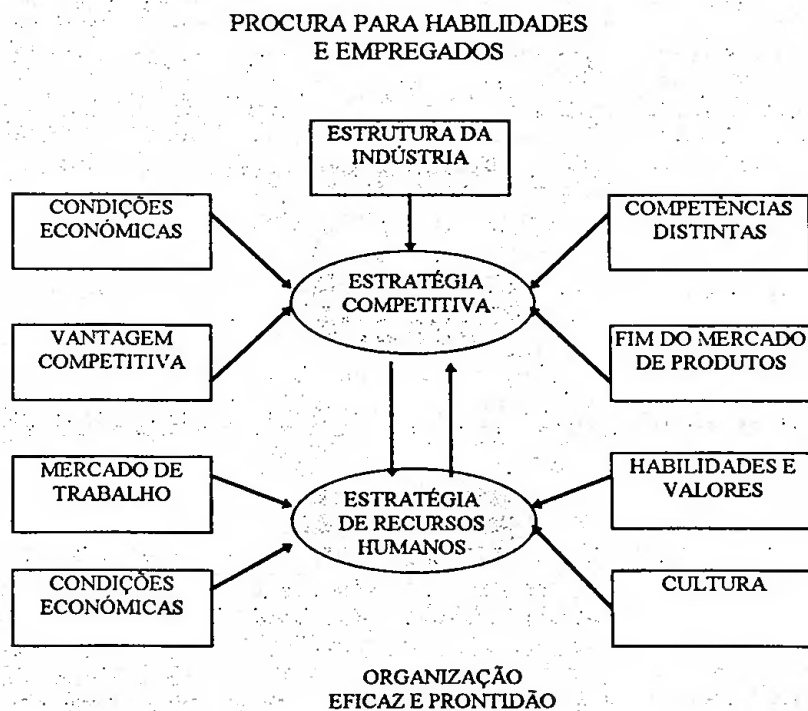 PROCURA PARA HABILIDADES
E EMPREGADOS
ESTRUTURA DA
INDÚSTRIA
CONDIÇÕES
ECONÓMICAS
COMPETÊNCIAS
DISTINTAS
ESTRATÉGIA
COMPETITIVA
VANTAGEM
COMPETITIVA
FIM DO MERCADO
DE PRODUTOS
MERCADO DE
TRABALHO
HABILIDADES E
VALORES
ESTRATÉGIA
DE RECURSOS
HUMANOS
CONDIÇÕES
ECONÓMICAS
CULTURA
ORGANIZAÇÃO
EFICAZ E PRONTIDÃO